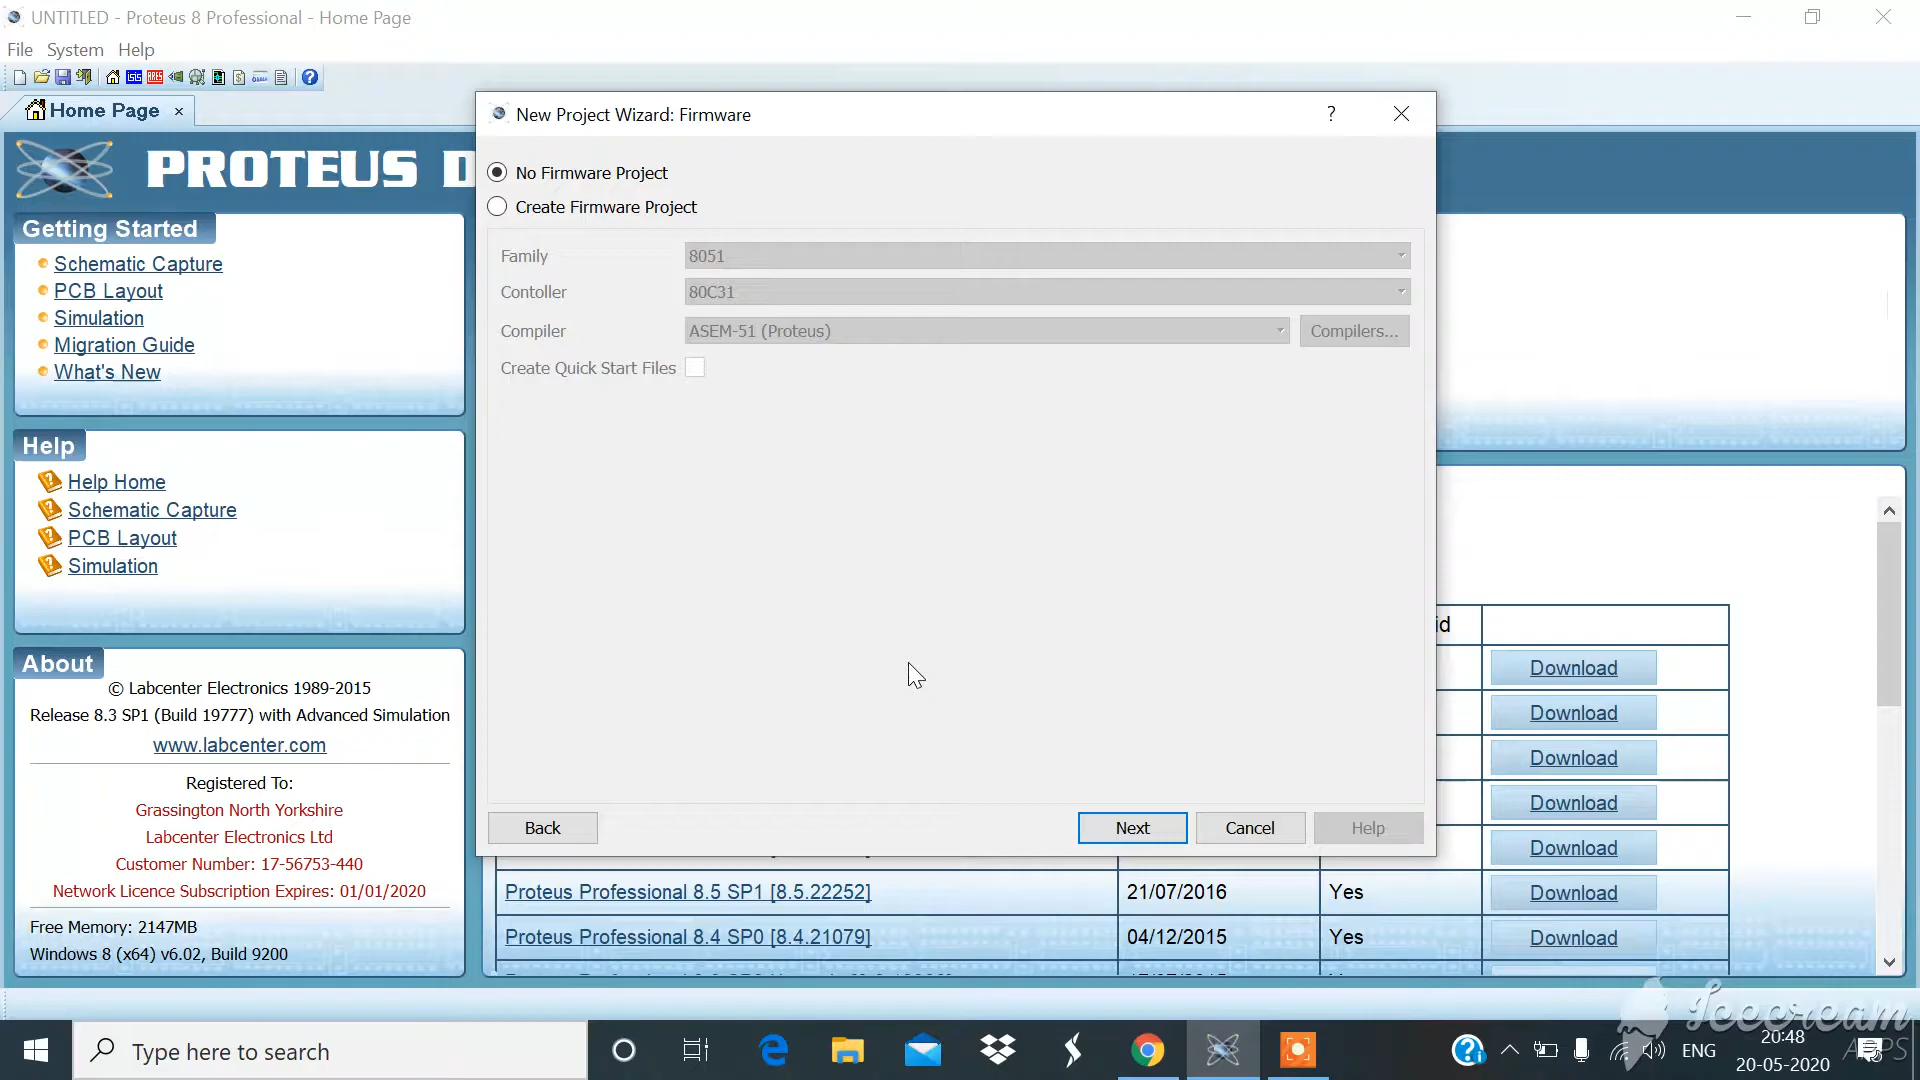 UNTITLED - Proteus 8 Professional - Home Page
File System Help
Home Page
New Project Wizard: Firmware
?
PROTEUS D
No Firmware Project
Create Firmware Project
Family 8051
Contoller 80C31
Compiler ASEM-51 (Proteus) Compilers...
Create Quick Start Files
Back Next Cancel Help
Getting Started
Schematic Capture
PCB Layout
Simulation
Migration Guide
What's New
Help
Help Home
Schematic Capture
PCB Layout
Simulation
About
© Labcenter Electronics 1989-2015
Release 8.3 SP1 (Build 19777) with Advanced Simulation
www.labcenter.com
Registered To:
Grassington North Yorkshire
Labcenter Electronics Ltd
Customer Number: 17-56753-440
Network Licence Subscription Expires: 01/01/2020
Free Memory: 2147MB
Windows 8 (x64) v6.02, Build 9200
id
Download
Download
Download
Download
Download
Proteus Professional 8.5 SP1 [8.5.22252] 21/07/2016 Yes Download
Proteus Professional 8.4 SP0 [8.4.21079] 04/12/2015 Yes Download
Type here to search
ENG
20:48
20-05-2020
Icecream
APPS